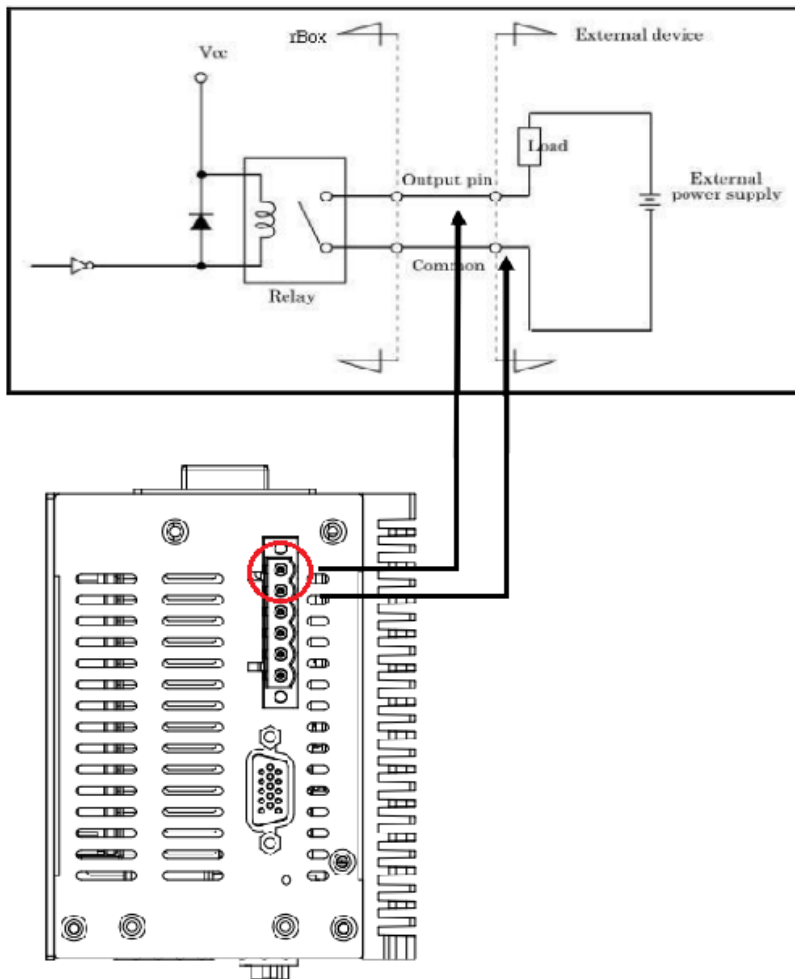 rBox
External device
Vcc
Load
Output pin
External
power supply
Common
Relay